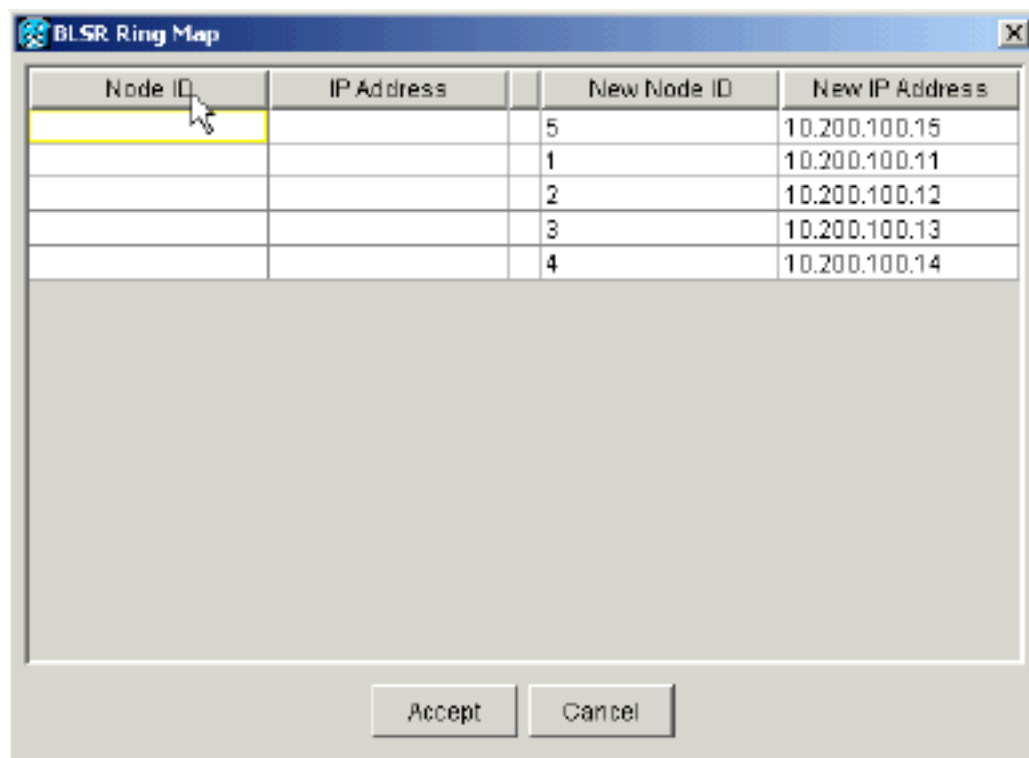 BLSR Ring Map
Node ID IP Address New Node ID New IP Address
5 10.200.100.15
1 10.200.100.11
2 10.200.100.12
3 10.200.100.13
4 10.200.100.14
Accept Cancel